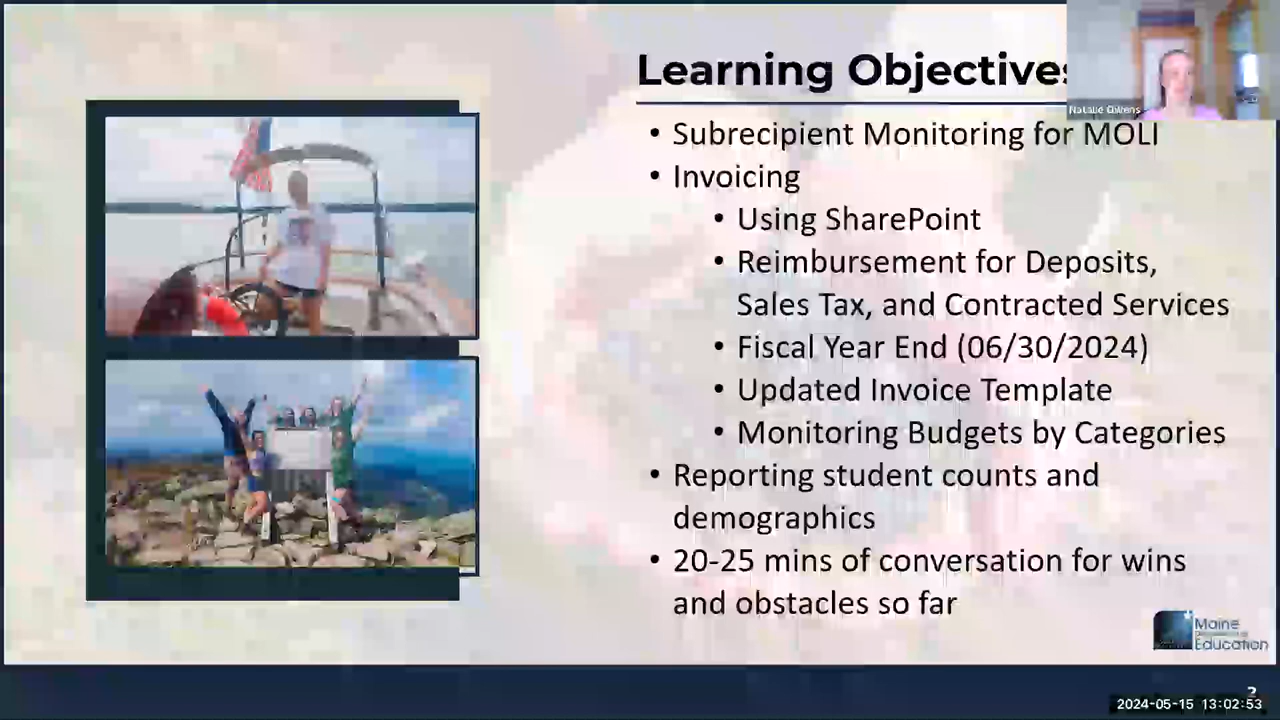 Learning Objectives
Natalie Owens
• Subrecipient Monitoring for MOLI
• Invoicing
• Using SharePoint
• Reimbursement for Deposits,
Sales Tax, and Contracted Services
• Fiscal Year End (06/30/2024)
• Updated Invoice Template
• Monitoring Budgets by Categories
• Reporting student counts and
demographics
• 20-25 mins of conversation for wins
and obstacles so far
Maine
Education
2
2024-05-15 13:02:53